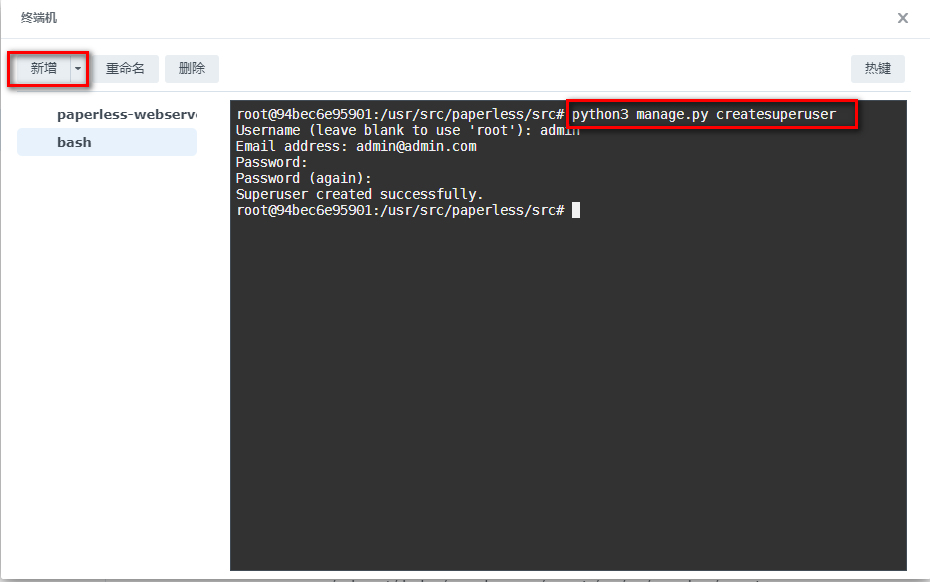 终端机
新增 重命名 删除 热键
paperless-webserv
bash
root@94bec6e95901:/usr/src/paperless/src# python3 manage.py createsuperuser
Username (leave blank to use 'root'): admin
Email address: admin@admin.com
Password:
Password (again):
Superuser created successfully.
root@94bec6e95901:/usr/src/paperless/src#